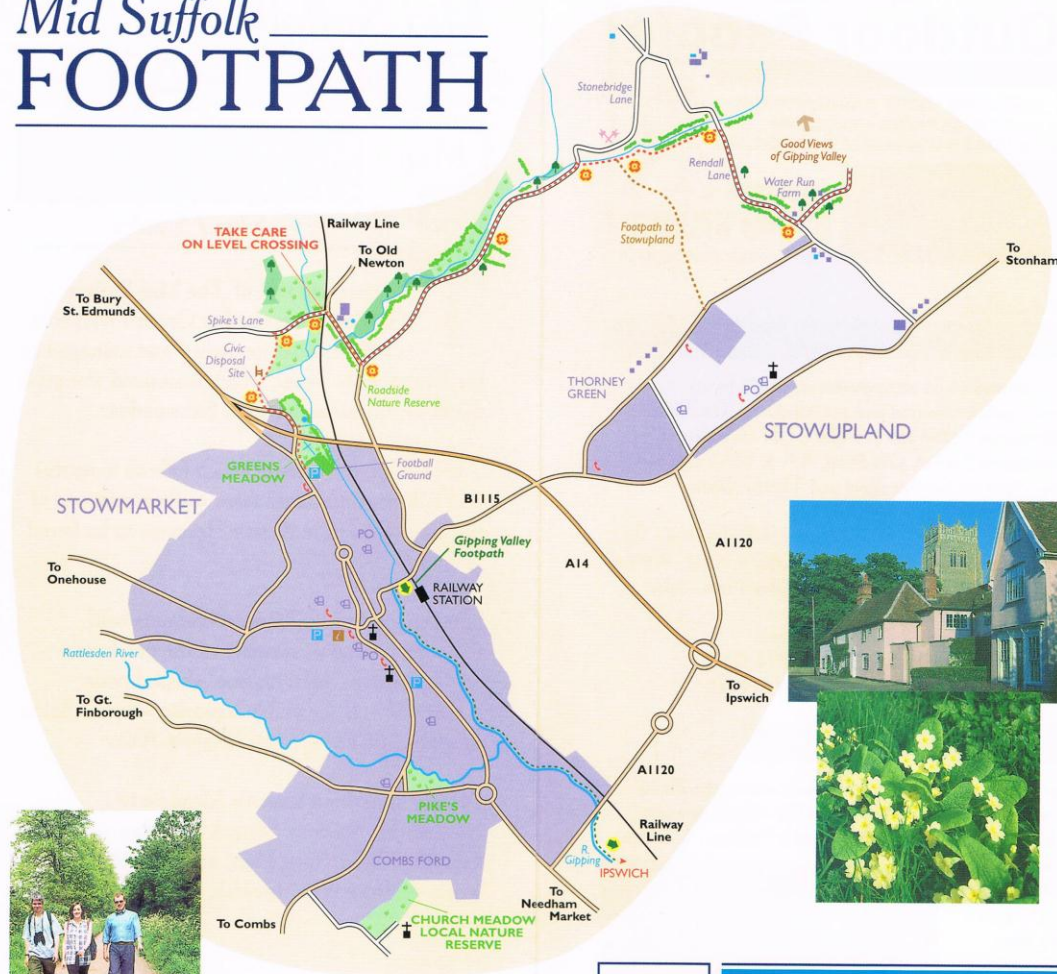 Mid Suffolk
FOOTPATH
Stonebridge
Lane
Good Views
of Gipping Valley
Rendall
Lane
Water Run
Farm
Railway Line
TAKE CARE
ON LEVEL CROSSING
To Old
Newton
Footpath to
Stowupland
To
Stonham
To Bury
St. Edmunds
Spike's Lane
Civic
Disposal
Site
Roadside
Nature Reserve
THORNEY
GREEN
PO
STOWUPLAND
GREENS
MEADOW
P
Football
Ground
STOWMARKET
B1115
PO
Gipping Valley
Footpath
A14
A1120
To
Onehouse
RAILWAY
STATION
P
i
PO
Rattlesden River
P
To Gt.
Finborough
To
Ipswich
A1120
PIKE'S
MEADOW
Railway
Line
R.
Gipping
IPSWICH
COMBS FORD
To
Needham
Market
To Combs
CHURCH MEADOW
LOCAL NATURE
RESERVE